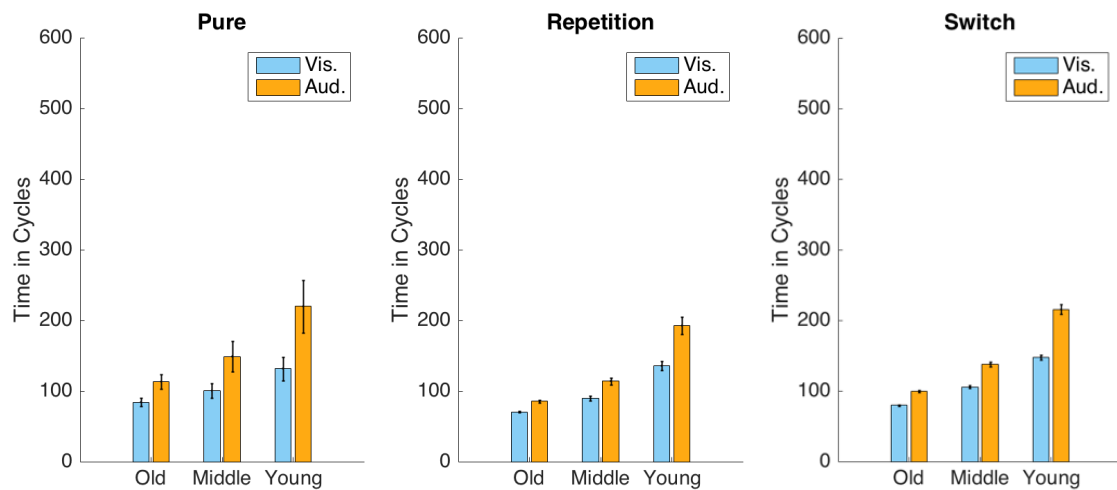 Pure
Time in Cycles
600
500
400
300
200
100
0
Vis.
Aud.
Old Middle Young
Repetition
Time in Cycles
600
500
400
300
200
100
0
Vis.
Aud.
Old Middle Young
Switch
Time in Cycles
600
500
400
300
200
100
0
Vis.
Aud.
Old Middle Young